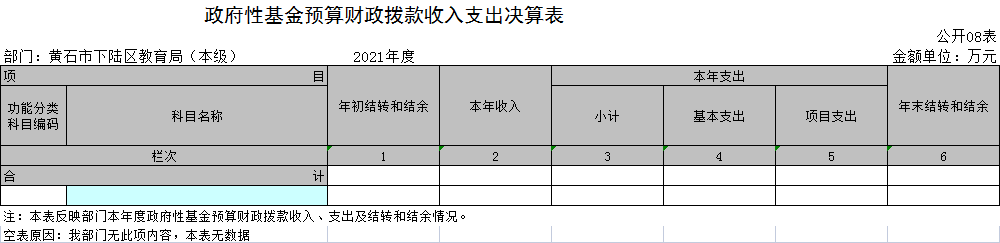 政府性基金预算财政拨款收入支出决算表
公开08表
部门：黄石市下陆区教育局（本级） 2021年度 金额单位：万元
项 目 年初结转和结余 本年收入 本年支出 年末结转和结余
功能分类科目编码 科目名称 小计 基本支出 项目支出
栏次 1 2 3 4 5 6
合 计
注：本表反映部门本年度政府性基金预算财政拨款收入、支出及结转和结余情况。
空表原因：我部门无此项内容，本表无数据